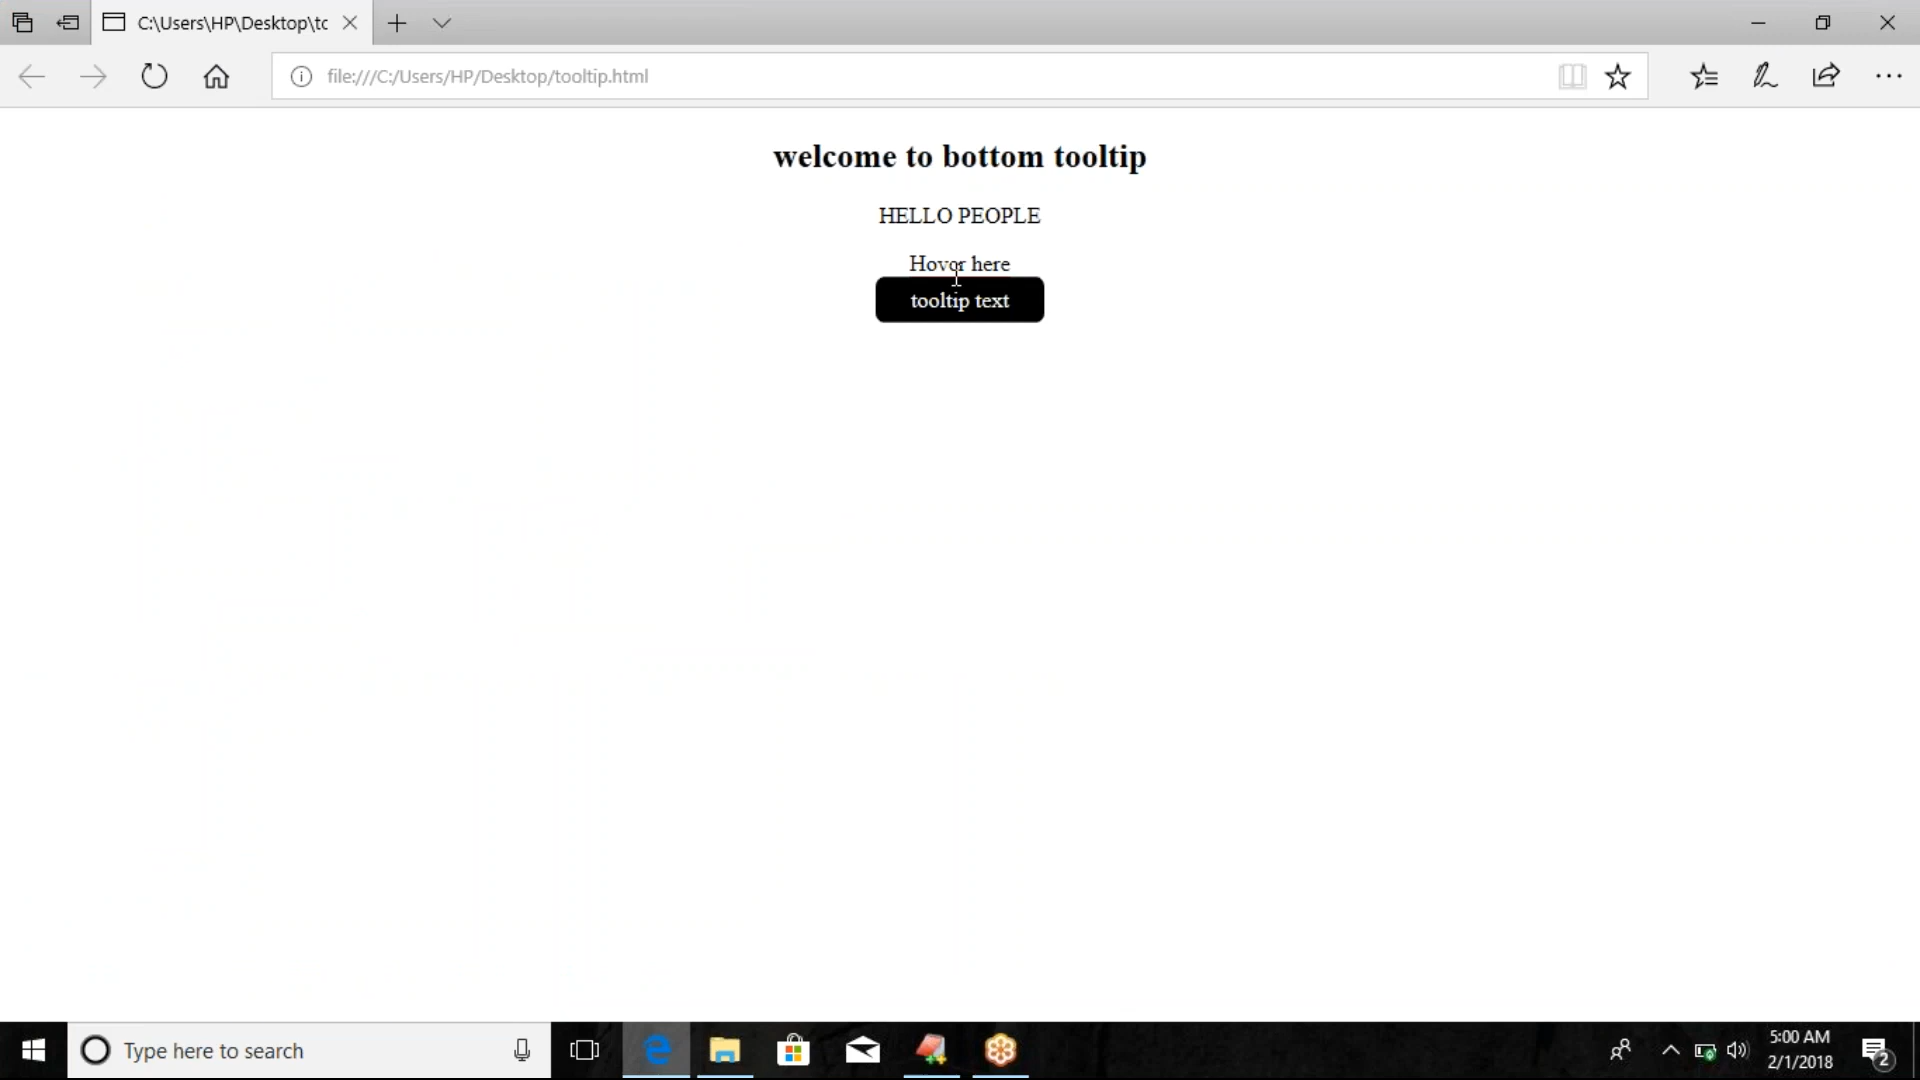 C:\Users\HP\Desktop\tc
file:///C:/Users/HP/Desktop/tooltip.html
welcome to bottom tooltip
HELLO PEOPLE
Hover here
tooltip text
Type here to search
5:00 AM
2/1/2018
2